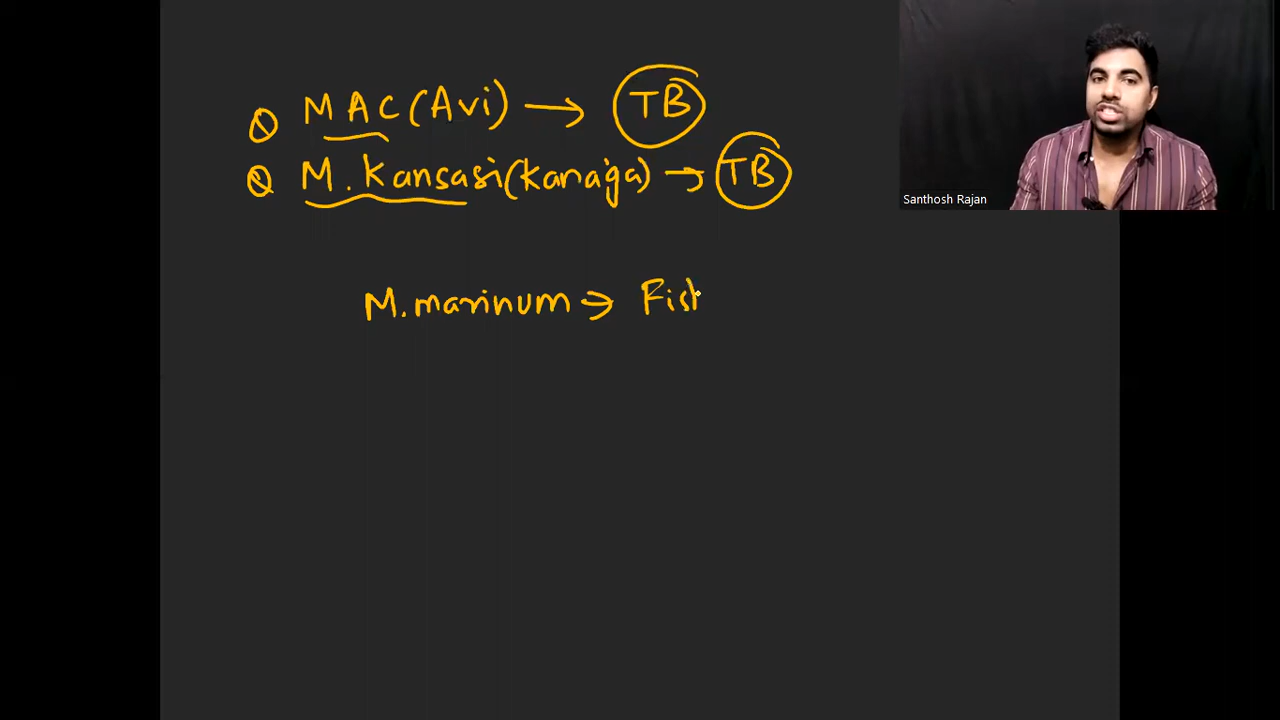 MAC (Avi) → TB
M. Kansasi (Kanaga) → TB
Santhosh Rajan
M. marinum → Fish